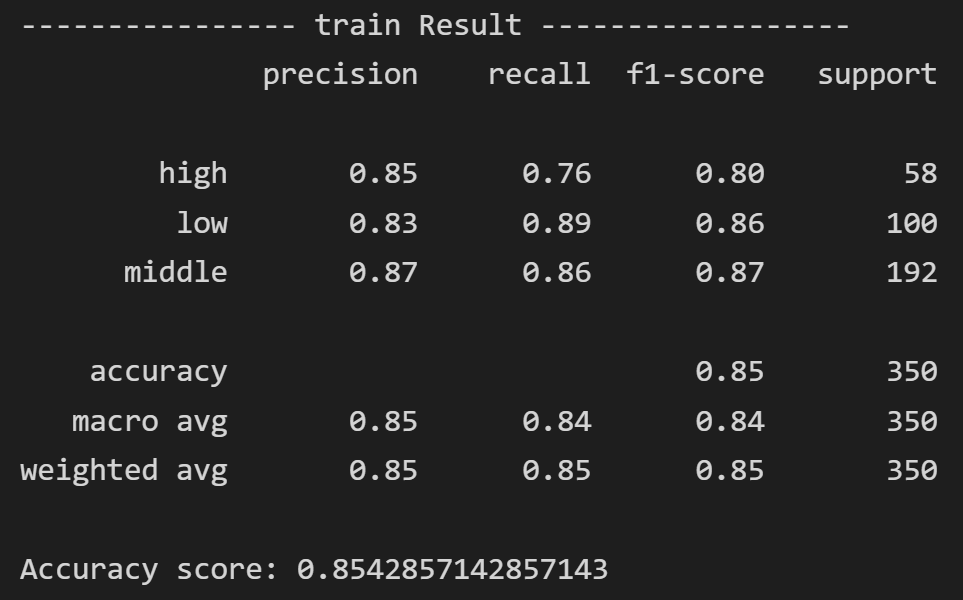 ---------------- train Result ------------------
precision recall f1-score support
high 0.85 0.76 0.80 58
low 0.83 0.89 0.86 100
middle 0.87 0.86 0.87 192
accuracy 0.85 350
macro avg 0.85 0.84 0.84 350
weighted avg 0.85 0.85 0.85 350
Accuracy score: 0.8542857142857143